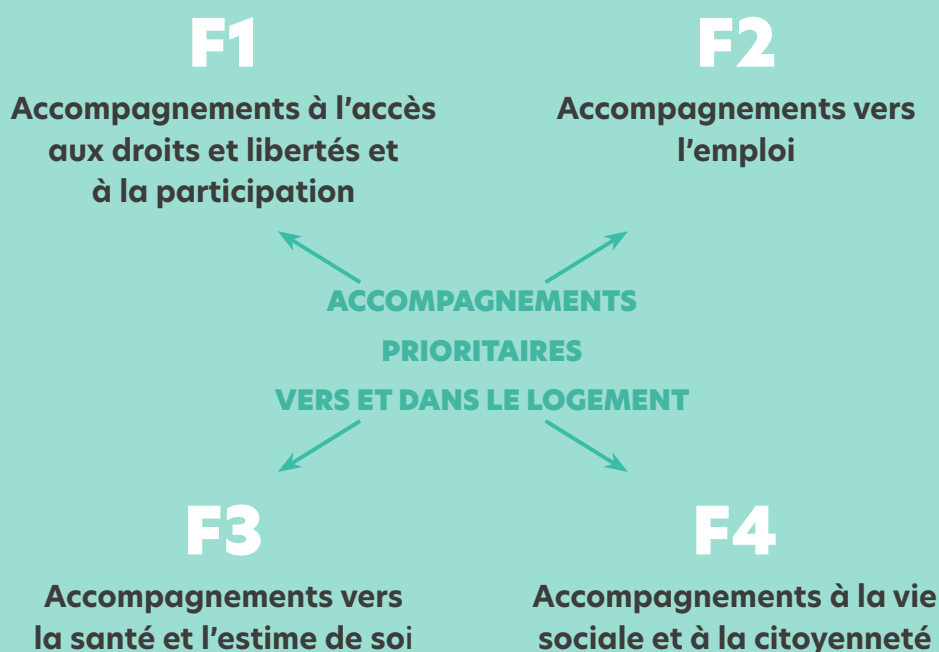 F1
Accompagnements à l'accès
aux droits et libertés et
à la participation
F2
Accompagnements vers
l'emploi
ACCOMPAGNEMENTS
PRIORITAIRES
VERS ET DANS LE LOGEMENT
F3
Accompagnements vers
la santé et l'estime de soi
F4
Accompagnements à la vie
sociale et à la citoyenneté